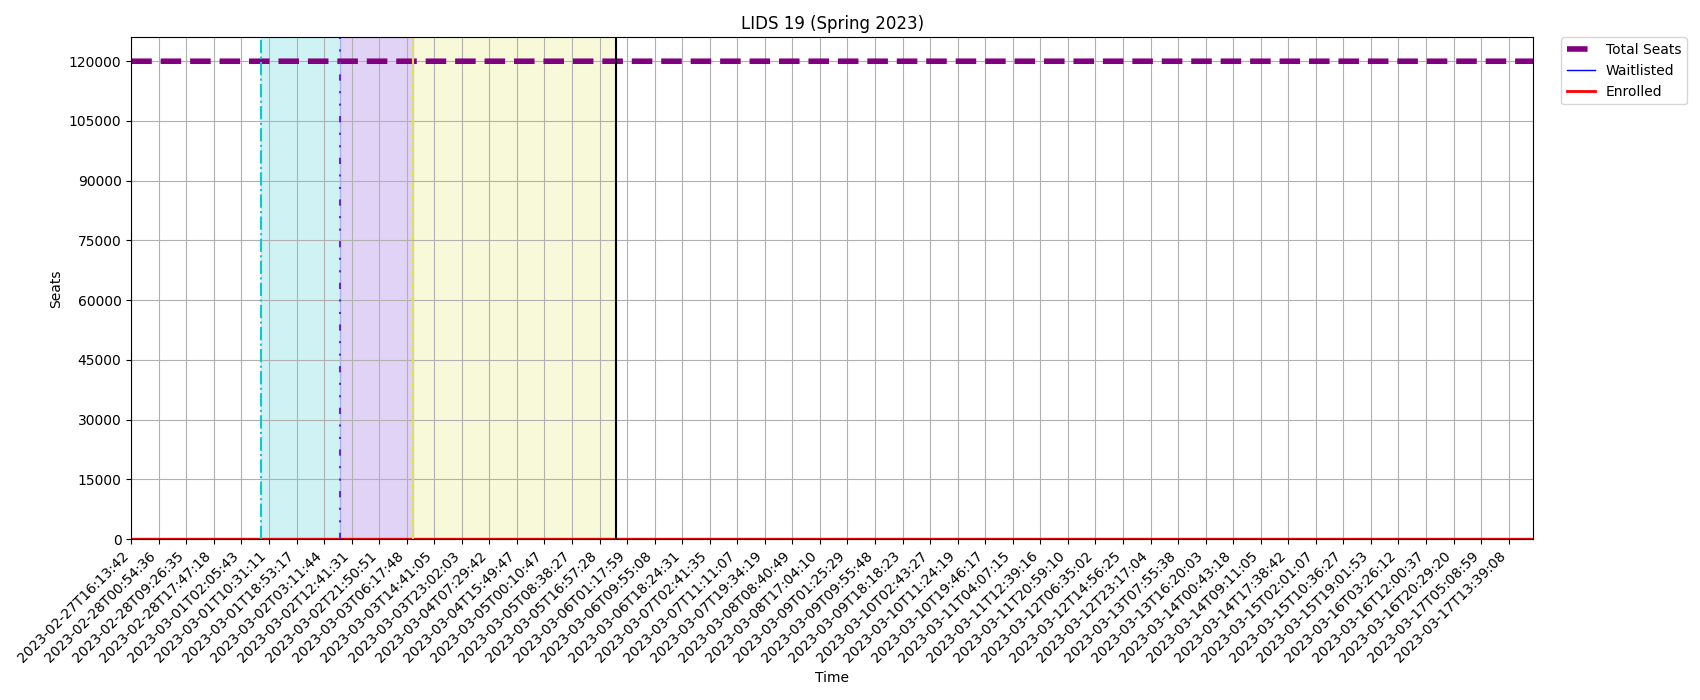 LIDS 19 (Spring 2023)
Total Seats
Waitlisted
Enrolled
120000
105000
90000
75000
60000
45000
30000
15000
0
Seats
2023-02-27T16:13:42
2023-02-28T00:54:36
2023-02-28T09:26:35
2023-02-28T17:47:18
2023-03-01T02:05:43
2023-03-01T10:31:11
2023-03-01T18:53:17
2023-03-02T03:11:44
2023-03-02T12:41:31
2023-03-02T21:50:51
2023-03-03T06:17:48
2023-03-03T14:41:05
2023-03-03T23:02:03
2023-03-04T07:29:42
2023-03-04T15:49:47
2023-03-05T00:10:47
2023-03-05T08:38:27
2023-03-05T16:57:28
2023-03-06T01:17:59
2023-03-06T09:55:08
2023-03-06T18:24:31
2023-03-07T02:41:35
2023-03-07T11:11:07
2023-03-07T19:34:19
2023-03-08T08:40:49
2023-03-08T17:04:10
2023-03-09T01:25:29
2023-03-09T09:55:48
2023-03-09T18:18:23
2023-03-10T02:43:27
2023-03-10T11:24:19
2023-03-10T19:46:17
2023-03-11T04:07:15
2023-03-11T12:39:16
2023-03-11T20:59:10
2023-03-12T06:35:02
2023-03-12T14:56:25
2023-03-12T23:17:04
2023-03-13T07:55:38
2023-03-13T16:20:03
2023-03-14T00:43:18
2023-03-14T09:11:05
2023-03-14T17:38:42
2023-03-15T02:01:07
2023-03-15T10:36:27
2023-03-15T19:01:53
2023-03-16T03:26:12
2023-03-16T12:00:37
2023-03-16T20:29:20
2023-03-17T05:08:59
2023-03-17T13:39:08
Time